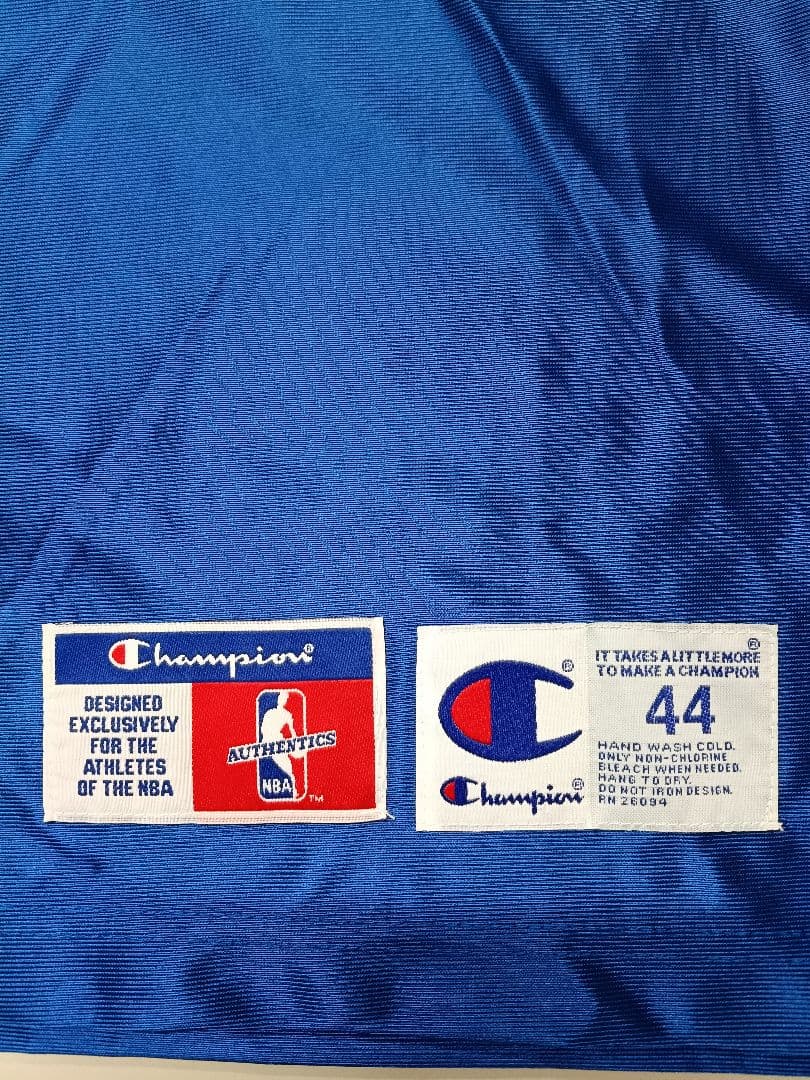 Champion®
DESIGNED
EXCLUSIVELY
FOR THE
ATHLETES
OF THE NBA
AUTHENTICS
NBA
TM
®
Champion®
®
IT TAKES A LITTLE MORE
TO MAKE A CHAMPION
44
HAND WASH COLD.
ONLY NON-CHLORINE
BLEACH WHEN NEEDED.
HANG TO DRY.
DO NOT IRON DESIGN.
RN 26094